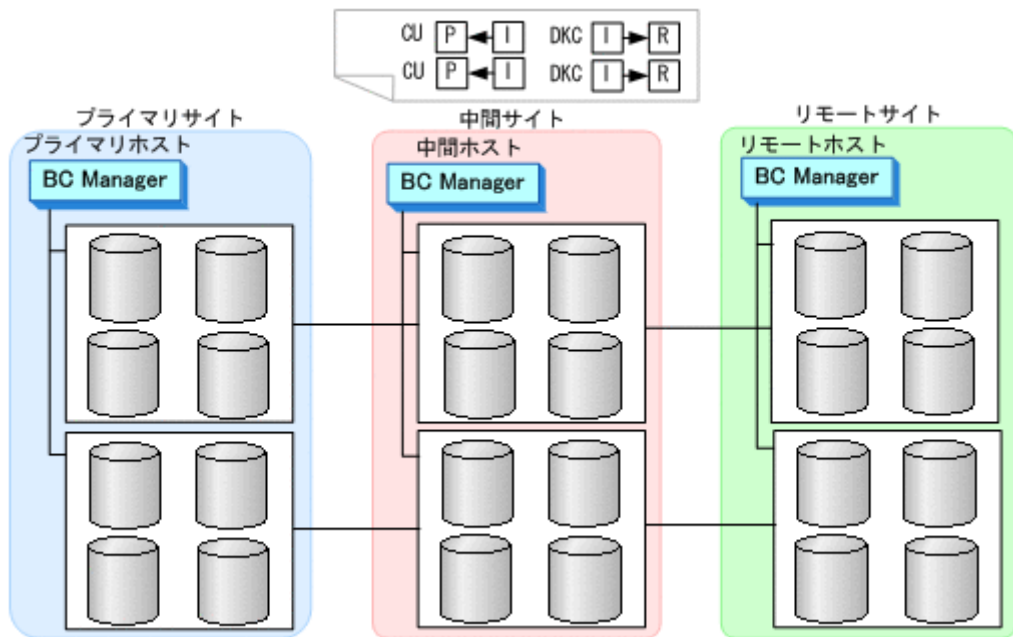 CU P I DKC I R
CU P I DKC I R
プライマリサイト 中間サイト リモートサイト
プライマリホスト 中間ホスト リモートホスト
BC Manager BC Manager BC Manager